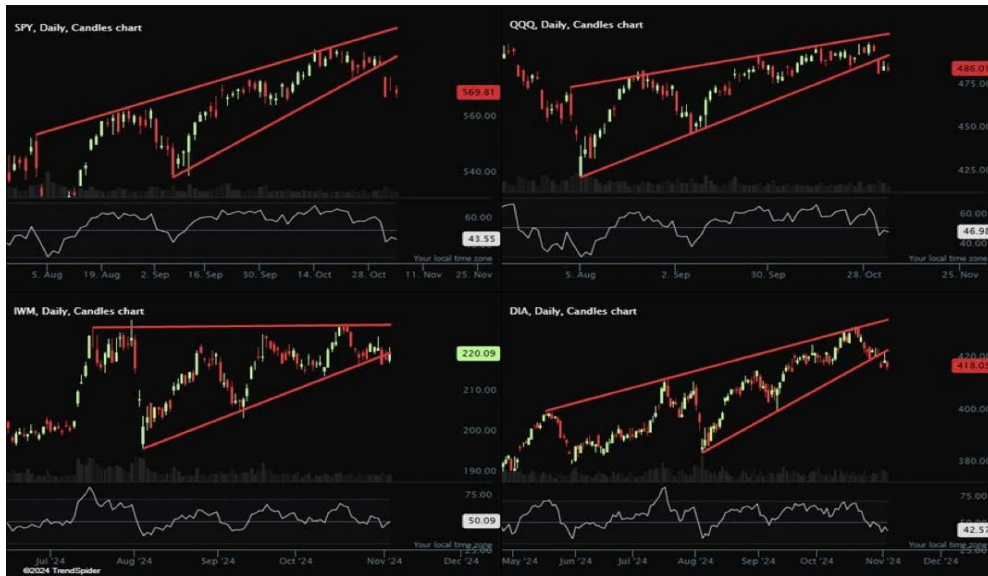 SPY, Daily, Candles chart
569.81
560.00
540.00
60.00
43.55
Your local time zone
5. Aug 19. Aug 2. Sep 16. Sep 30. Sep 14. Oct 28. Oct 11. Nov 25. Nov
QQQ, Daily, Candles chart
486.01
475.00
450.00
425.00
60.00
46.98
40.00
Your local time zone
5. Aug 2. Sep 30. Sep 28. Oct 25. Nov
IWM, Daily, Candles chart
220.09
210.00
200.00
190.00
75.00
50.09
25.00
Your local time zone
Jul '24 Aug '24 Sep '24 Oct '24 Nov '24 Dec '24
©2024 TrendSpider
DIA, Daily, Candles chart
420.00
418.05
400.00
380.00
75.00
42.57
25.00
Your local time zone
May '24 Jun '24 Jul '24 Aug '24 Sep '24 Oct '24 Nov '24 Dec '24